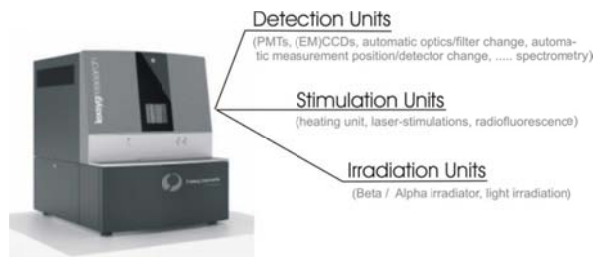 Detection Units
(PMTs, (EM)CCDs, automatic optics/filter change, automa-
tic measurement position/detector change, ..... spectrometry)
Stimulation Units
(heating unit, laser-stimulations, radiofluorescence)
Irradiation Units
(Beta / Alpha irradiator, light irradiation)
lexsyg